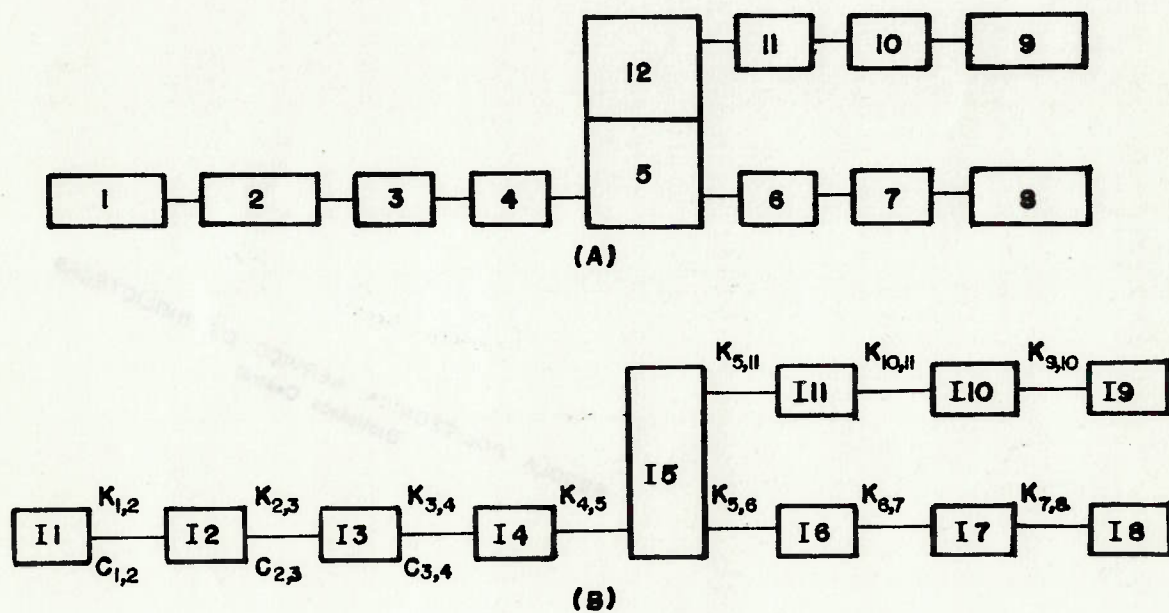 11 10 9
12
5
1 2 3 4 6 7 8
(A)
K5,11 K10,11 K9,10
I11 I10 I9
I5
K1,2 K2,3 K3,4 K4,5 K5,6 K6,7 K7,8
I1 I2 I3 I4 I6 I7 I8
C1,2 C2,3 C3,4
(B)